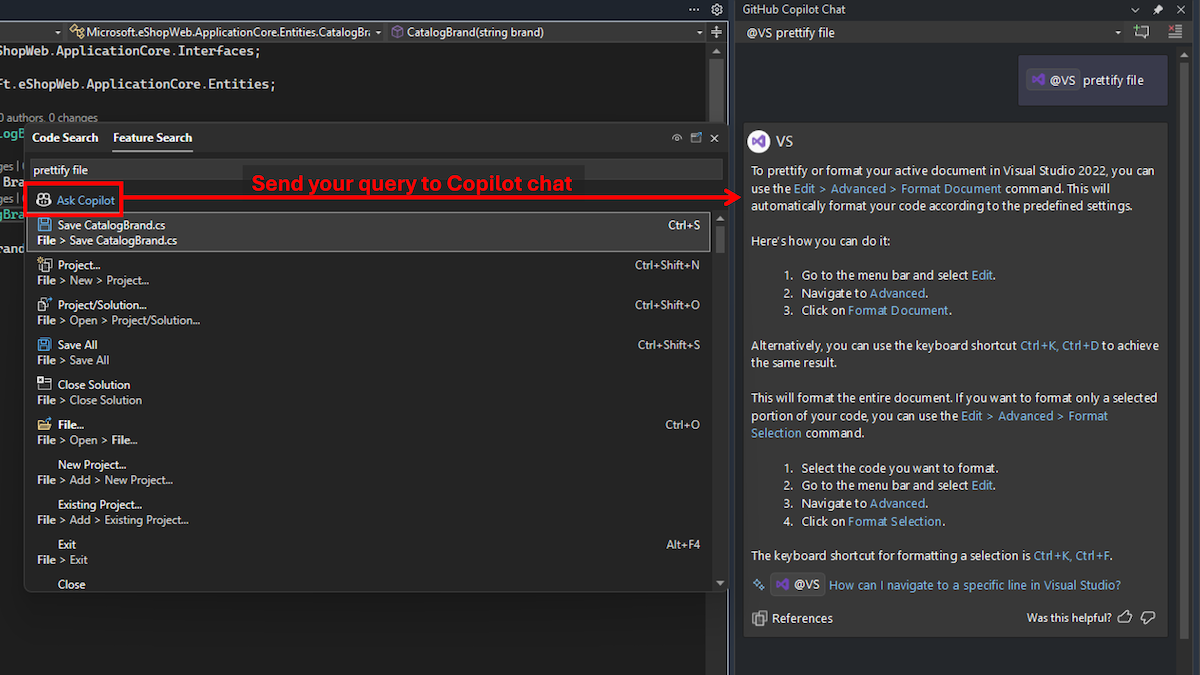 GitHub Copilot Chat
Microsoft.eShopWeb.ApplicationCore.Entities.CatalogBr
CatalogBrand(string brand)
@VS prettify file
ShopWeb.ApplicationCore.Interfaces;
ft.eShopWeb.ApplicationCore.Entities;
0 authors, 0 changes
Code Search
Feature Search
prettify file
Ask Copilot
Send your query to Copilot chat
Save CatalogBrand.cs
Ctrl+S
File > Save CatalogBrand.cs
Project...
Ctrl+Shift+N
File > New > Project...
Project/Solution...
Ctrl+Shift+O
File > Open > Project/Solution...
Save All
Ctrl+Shift+S
File > Save All
Close Solution
File > Close Solution
File...
Ctrl+O
File > Open > File...
New Project...
File > Add > New Project...
Existing Project...
File > Add > Existing Project...
Exit
Alt+F4
File > Exit
Close
@VS prettify file
VS
To prettify or format your active document in Visual Studio 2022, you can
use the Edit > Advanced > Format Document command. This will
automatically format your code according to the predefined settings.
Here's how you can do it:
1. Go to the menu bar and select Edit.
2. Navigate to Advanced.
3. Click on Format Document.
Alternatively, you can use the keyboard shortcut Ctrl+K, Ctrl+D to achieve
the same result.
This will format the entire document. If you want to format only a selected
portion of your code, you can use the Edit > Advanced > Format
Selection command.
1. Select the code you want to format.
2. Go to the menu bar and select Edit.
3. Navigate to Advanced.
4. Click on Format Selection.
The keyboard shortcut for formatting a selection is Ctrl+K, Ctrl+F.
@VS How can I navigate to a specific line in Visual Studio?
References
Was this helpful?